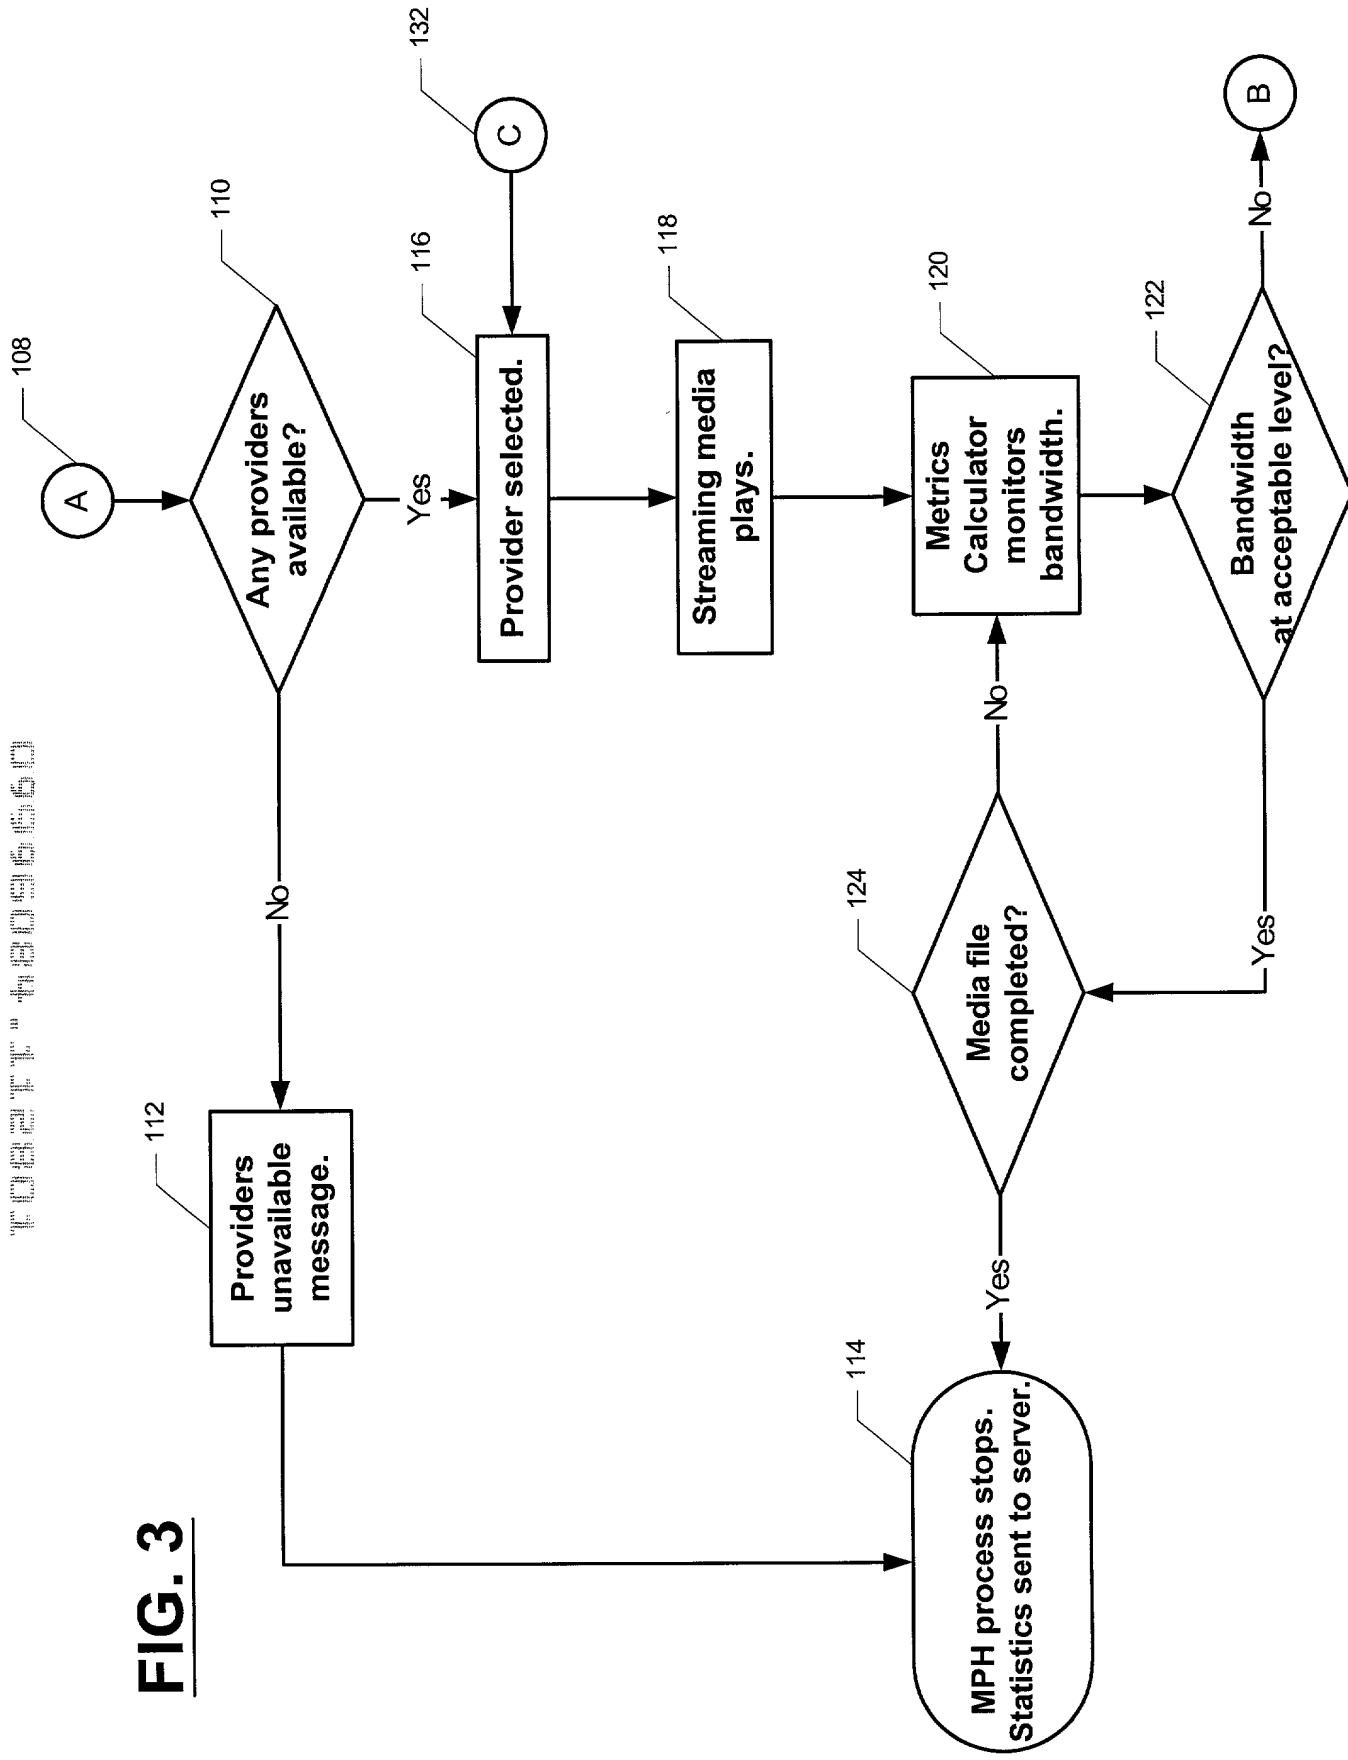 FIG. 3
A
108
Any providers
available?
110
No
Yes
Providers
unavailable
message.
112
Provider selected.
116
C
132
Streaming media
plays.
118
Metrics
Calculator
monitors
bandwidth.
120
Bandwidth
at acceptable level?
122
No
B
Yes
Media file
completed?
124
No
Yes
MPH process stops.
Statistics sent to server.
114